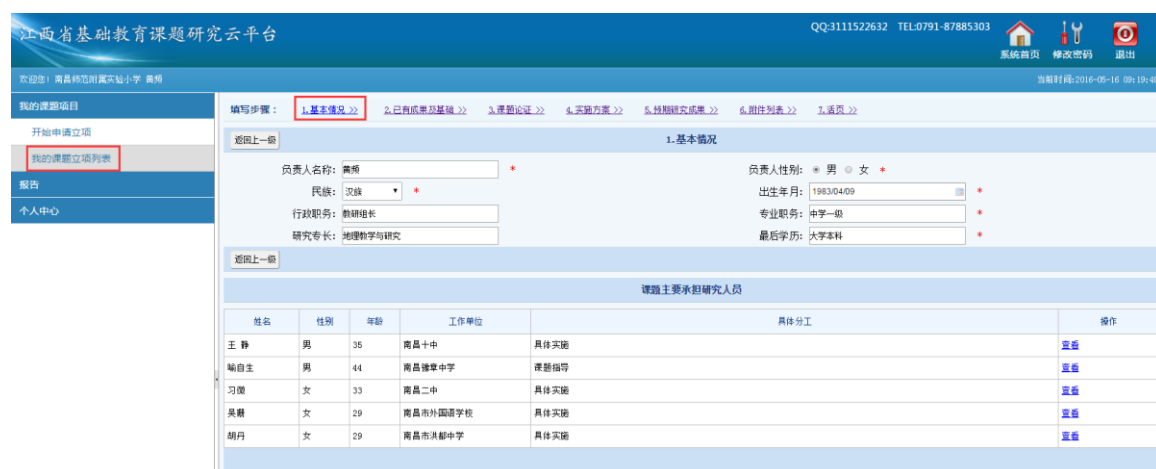 江西省基础教育课题研究云平台
QQ:3111522632 TEL:0791-87885303
系统首页 修改密码 退出
欢迎您! 南昌师范附属实验小学 黄频
当前时间:2016-05-16 09:19:48
我的课题项目
开始申请立项
我的课题立项列表
报告
个人中心
填写步骤: 1.基本情况 >> 2.已有成果及基础 >> 3.课题论证 >> 4.实施方案 >> 5.预期研究成果 >> 6.附件列表 >> 7.活页 >>
返回上一级 1.基本情况
负责人名称: 黄频 * 负责人性别: 男 女 *
民族: 汉族 * 出生年月: 1983/04/09 *
行政职务: 教研组长 专业职务: 中学一级 *
研究专长: 地理教学与研究 最后学历: 大学本科 *
返回上一级
课题主要承担研究人员
姓名 性别 年龄 工作单位 具体分工 操作
王 静 男 35 南昌十中 具体实施 查看
喻自生 男 44 南昌豫章中学 课题指导 查看
习微 女 33 南昌二中 具体实施 查看
吴 女 29 南昌市外国语学校 具体实施 查看
胡丹 女 29 南昌市洪都中学 具体实施 查看